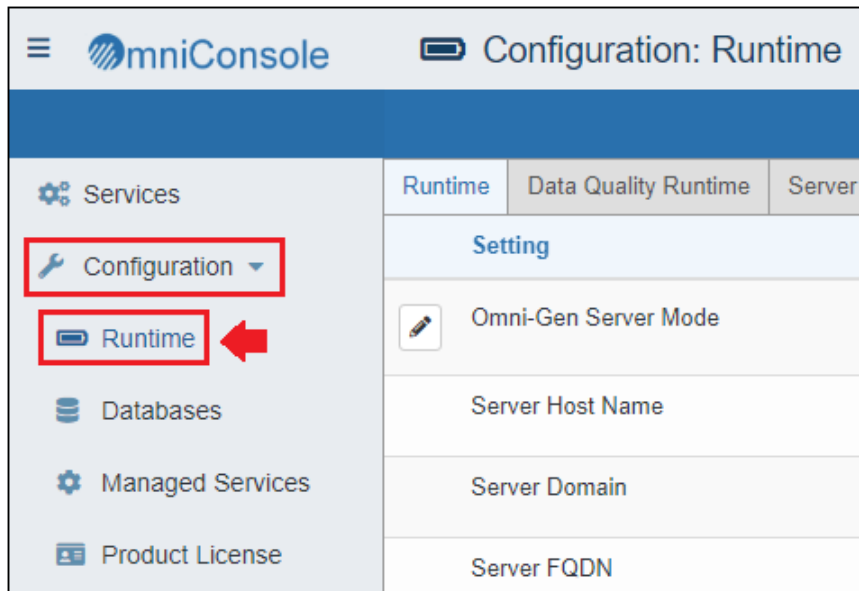 OmniConsole
Configuration: Runtime
Services
Configuration
Runtime
Databases
Managed Services
Product License
Runtime
Data Quality Runtime
Server
Setting
Omni-Gen Server Mode
Server Host Name
Server Domain
Server FQDN